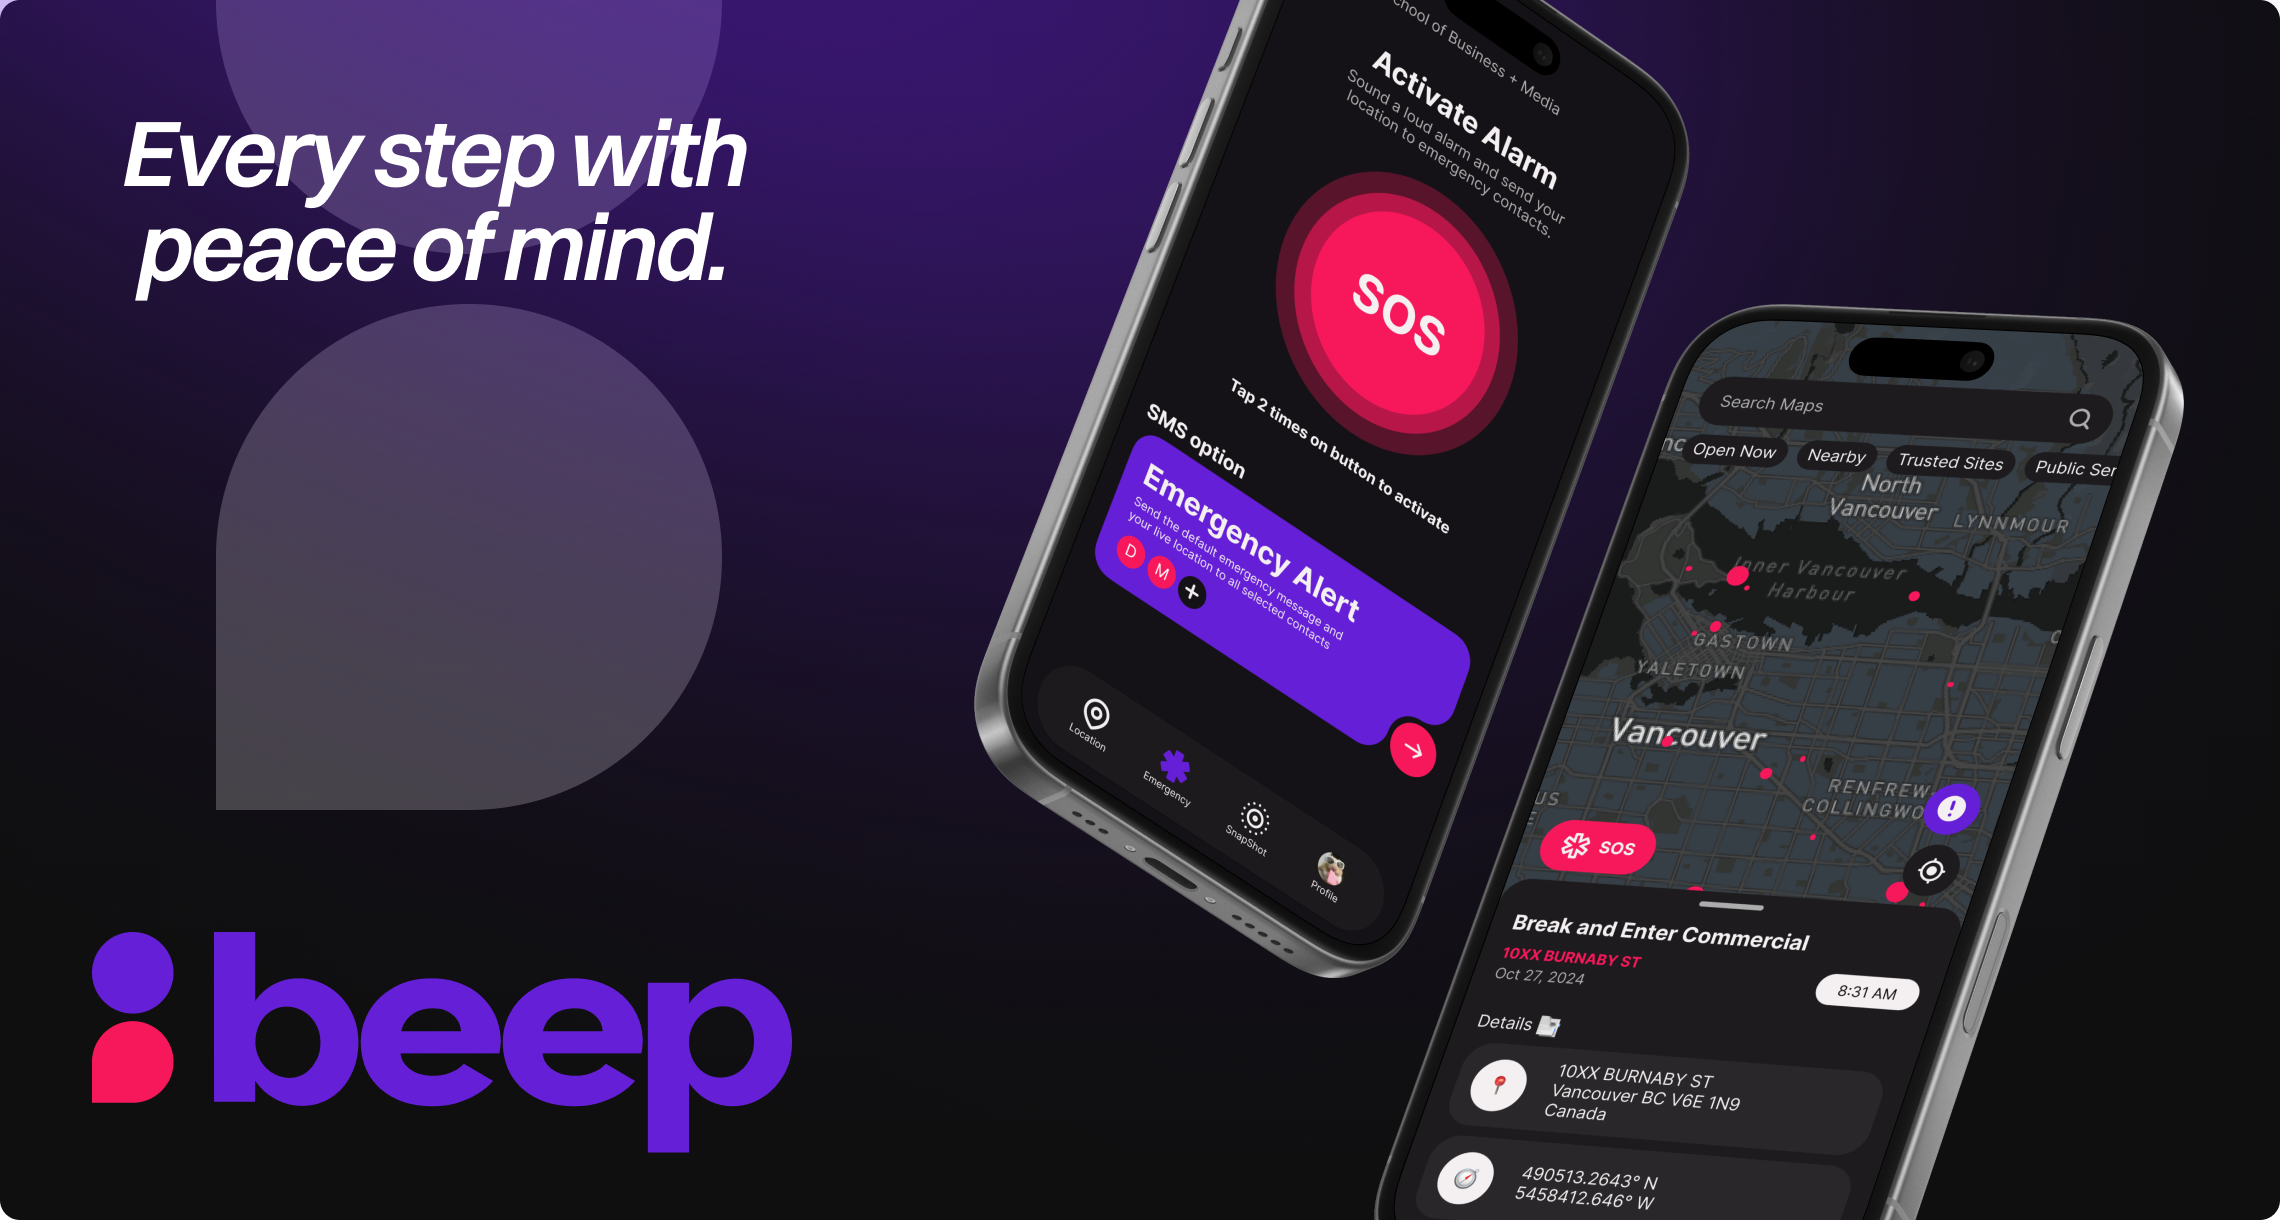 Every step with
peace of mind.
beep
chool of Business + Media
Activate Alarm
Sound a loud alarm and send your
location to emergency contacts.
SOS
Tap 2 times on button to activate
SMS option
Emergency Alert
Send the default emergency message and
your live location to all selected contacts
D
M
Location
Emergency
SnapShot
Profile
Search Maps
Open Now
Nearby
Trusted Sites
Public Ser
nc
North
Vancouver
LYNNMOUR
Inner Vancouver
Harbour
GASTOWN
YALETOWN
Vancouver
RENFREW-
COLLINGWO
US
SOS
Break and Enter Commercial
10XX BURNABY ST
Oct 27, 2024
8:31 AM
Details
10XX BURNABY ST
Vancouver BC V6E 1N9
Canada
490513.2643° N
5458412.646° W